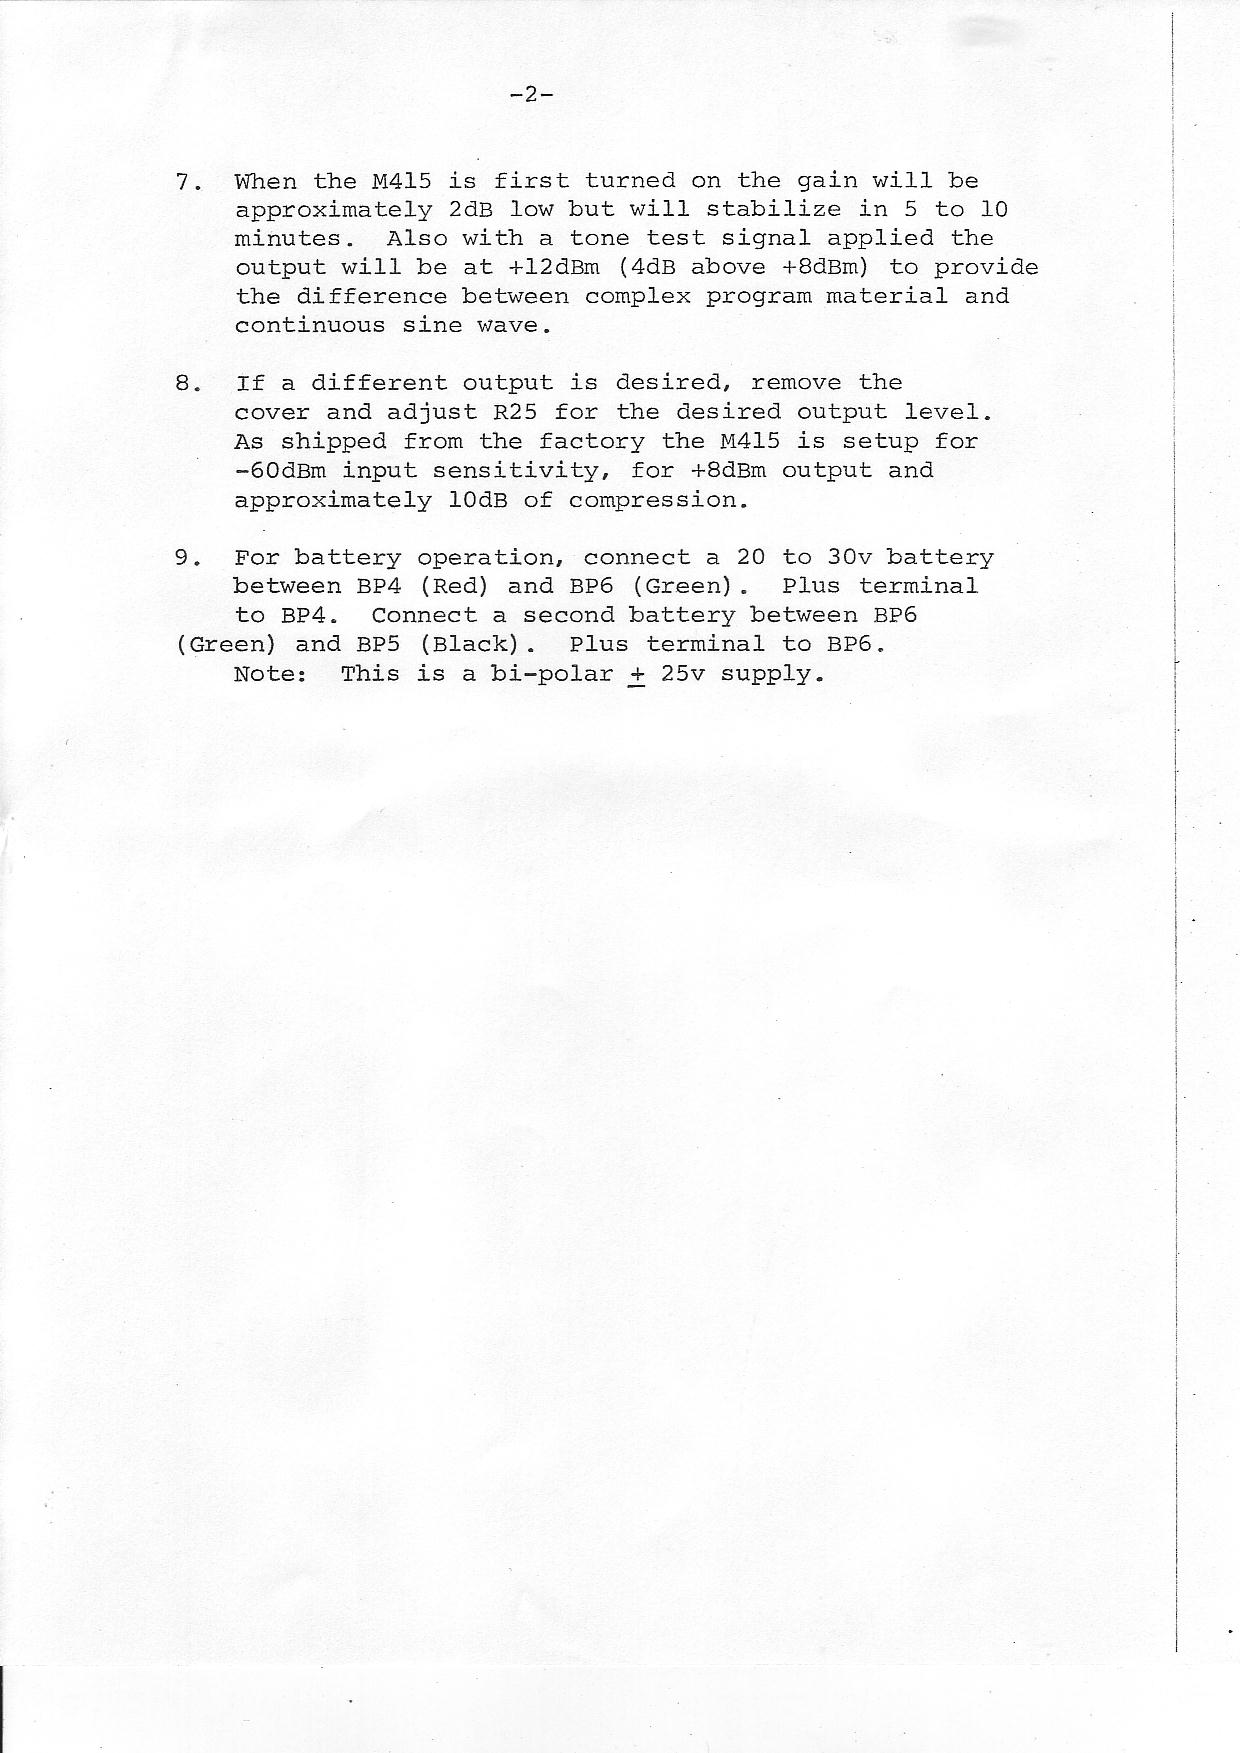 -2-
7. When the M415 is first turned on the gain will be
approximately 2dB low but will stabilize in 5 to 10
minutes. Also with a tone test signal applied the
output will be at +12dBm (4dB above +8dBm) to provide
the difference between complex program material and
continuous sine wave.
8. If a different output is desired, remove the
cover and adjust R25 for the desired output level.
As shipped from the factory the M415 is setup for
-60dBm input sensitivity, for +8dBm output and
approximately 10dB of compression.
9. For battery operation, connect a 20 to 30v battery
between BP4 (Red) and BP6 (Green). Plus terminal
to BP4. Connect a second battery between BP6
(Green) and BP5 (Black). Plus terminal to BP6.
Note: This is a bi-polar ± 25v supply.